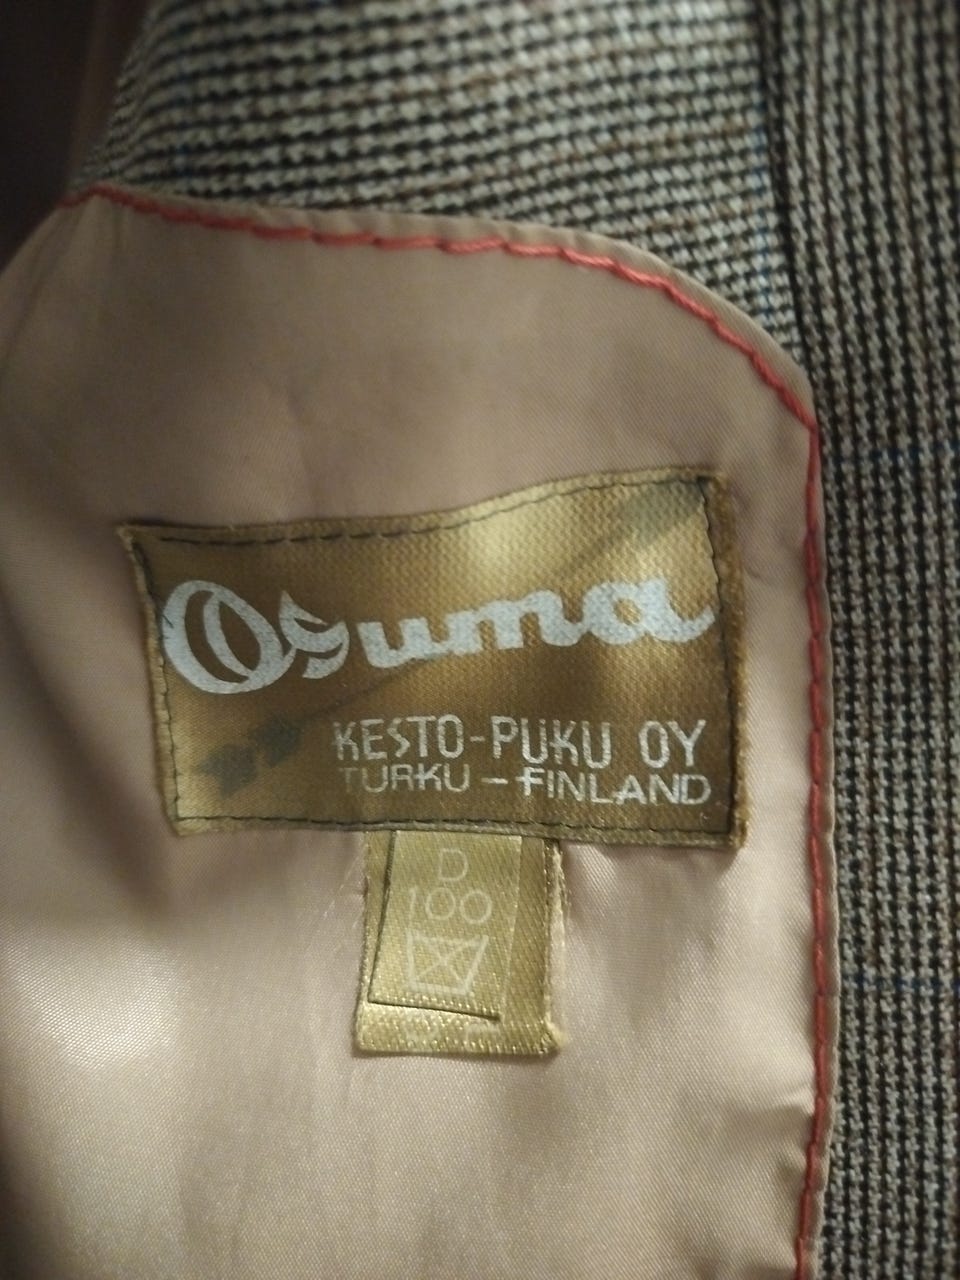 Osuma
KESTO-PUKU OY
TURKU - FINLAND
D
100